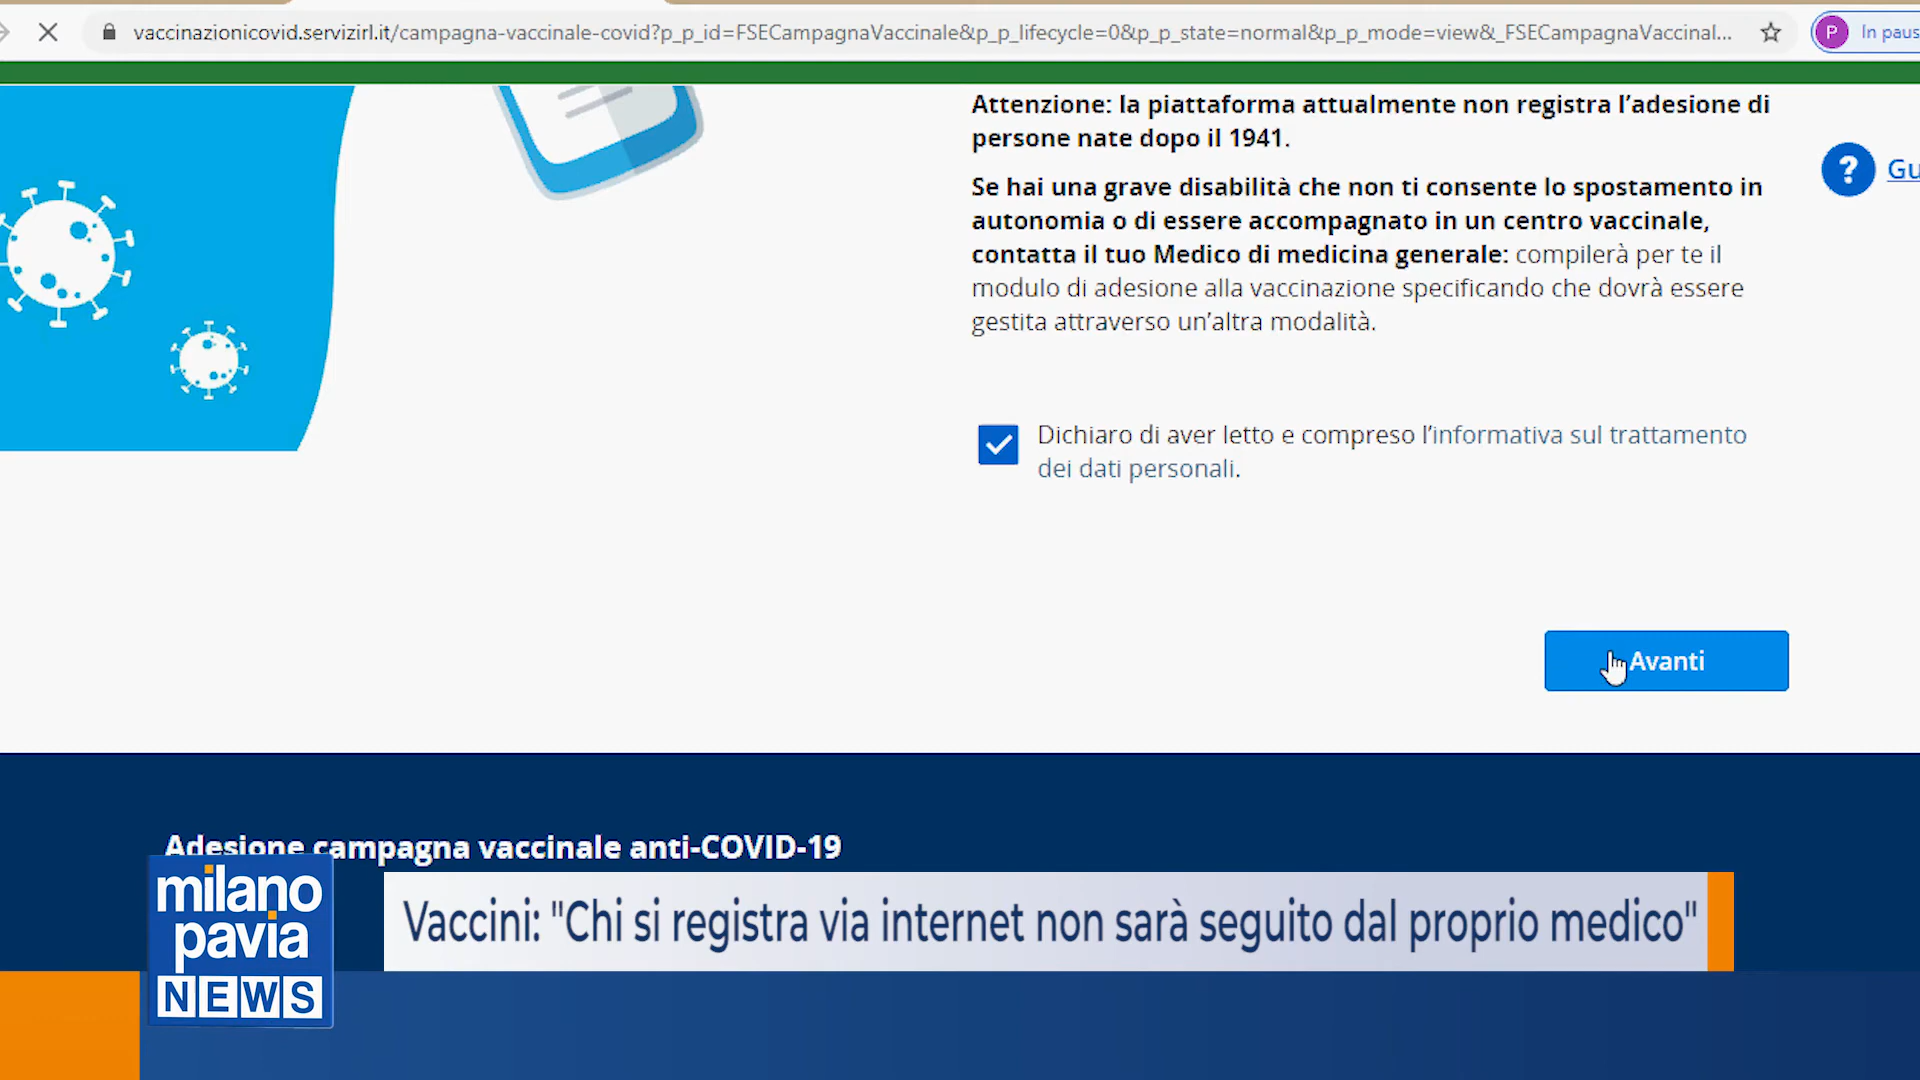 vaccinazionicovid.servizirl.it/campagna-vaccinale-covid?p_p_id=FSECampagnaVaccinale&p_p_lifecycle=0&p_p_state=normal&p_p_mode=view&_FSECampagnaVaccinal...
P In paus
Attenzione: la piattaforma attualmente non registra l'adesione di
persone nate dopo il 1941.
? Gu
Se hai una grave disabilità che non ti consente lo spostamento in
autonomia o di essere accompagnato in un centro vaccinale,
contatta il tuo Medico di medicina generale: compilerà per te il
modulo di adesione alla vaccinazione specificando che dovrà essere
gestita attraverso un'altra modalità.
Dichiaro di aver letto e compreso l'informativa sul trattamento
dei dati personali.
Avanti
Adesione campagna vaccinale anti-COVID-19
milano
pavia
NEWS
Vaccini: "Chi si registra via internet non sarà seguito dal proprio medico"